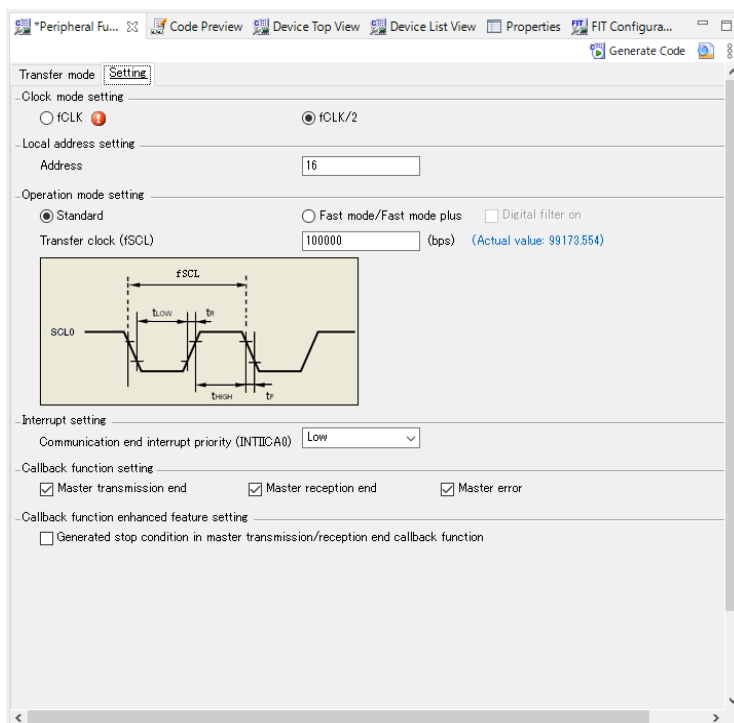 *Peripheral Fu... Code Preview Device Top View Device List View Properties FIT Configura...
Generate Code
Transfer mode Setting
Clock mode setting
fCLK fCLK/2
Local address setting
Address 16
Operation mode setting
Standard Fast mode/Fast mode plus Digital filter on
Transfer clock (fSCL) 100000 (bps) (Actual value: 99173.554)
fSCL
tLOW tR
SCL0
tHIGH tF
Interrupt setting
Communication end interrupt priority (INTIICA0) Low
Callback function setting
Master transmission end Master reception end Master error
Callback function enhanced feature setting
Generated stop condition in master transmission/reception end callback function